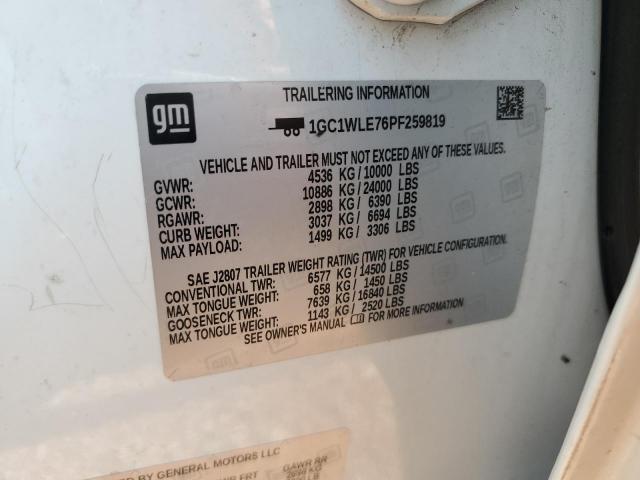 TRAILERING INFORMATION
gm
1GC1WLE76PF259819
VEHICLE AND TRAILER MUST NOT EXCEED ANY OF THESE VALUES.
GVWR: 4536 KG / 10000 LBS
GCWR: 10886 KG / 24000 LBS
RGAWR: 2898 KG / 6390 LBS
CURB WEIGHT: 3037 KG / 6694 LBS
MAX PAYLOAD: 1499 KG / 3306 LBS
SAE J2807 TRAILER WEIGHT RATING (TWR) FOR VEHICLE CONFIGURATION.
CONVENTIONAL TWR: 6577 KG / 14500 LBS
MAX TONGUE WEIGHT: 658 KG / 1450 LBS
GOOSENECK TWR: 7639 KG / 16840 LBS
MAX TONGUE WEIGHT: 1143 KG / 2520 LBS
SEE OWNER'S MANUAL FOR MORE INFORMATION
BY GENERAL MOTORS LLC
FRT
GAWR RR